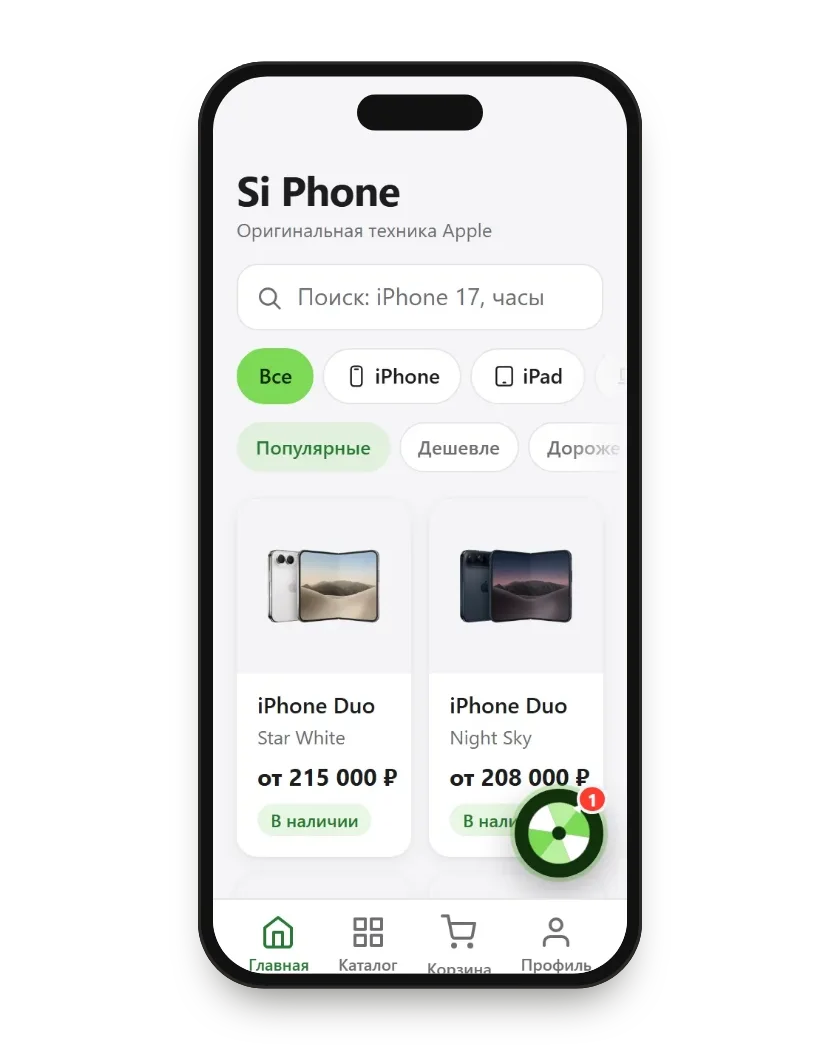 Si Phone
Оригинальная техника Apple
Поиск: iPhone 17, часы
Все iPhone iPad
Популярные Дешевле Дороже
iPhone Duo iPhone Duo
Star White Night Sky
от 215 000 ₽ от 208 000 ₽
В наличии В нали
1
Главная Каталог Корзина Профиль